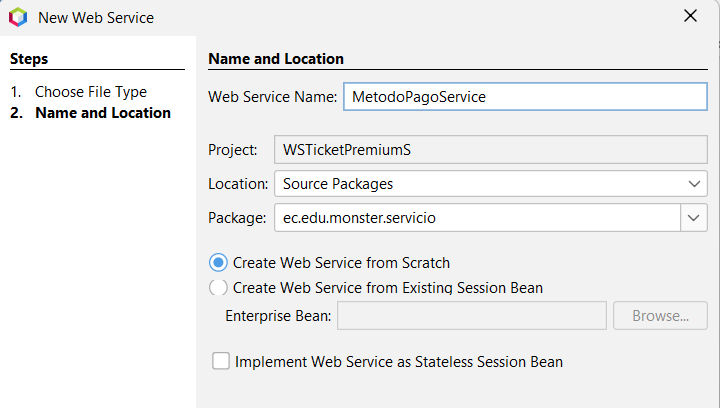 New Web Service
Steps
1. Choose File Type
2. Name and Location
Name and Location
Web Service Name: MetodoPagoService
Project: WSTicketPremiumS
Location: Source Packages
Package: ec.edu.monster.servicio
Create Web Service from Scratch
Create Web Service from Existing Session Bean
Enterprise Bean: Browse...
Implement Web Service as Stateless Session Bean